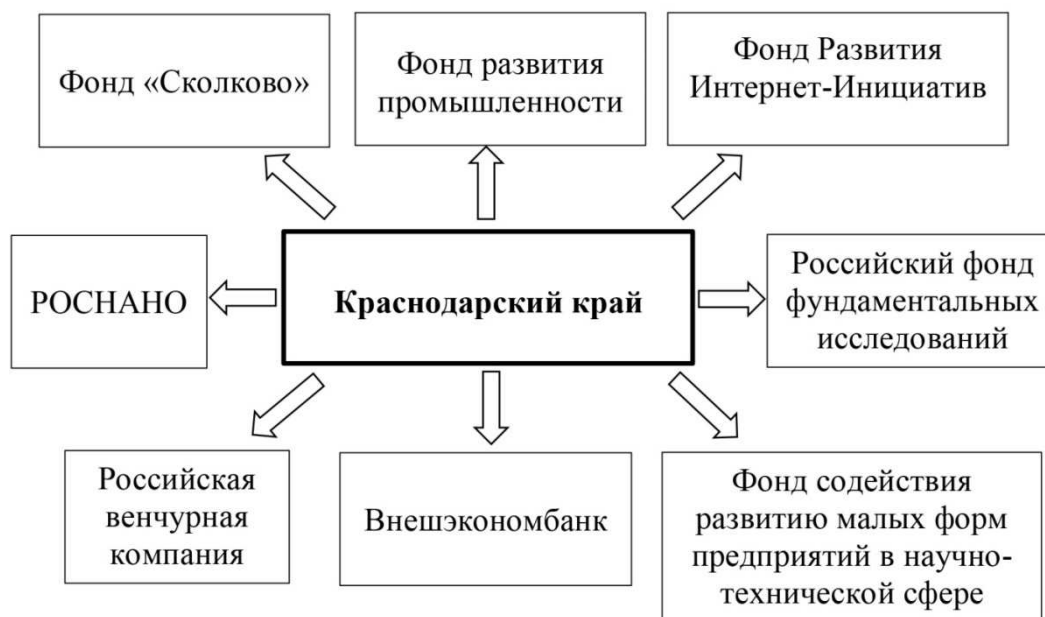 Фонд «Сколково»
Фонд развития
промышленности
Фонд Развития
Интернет-Инициатив
РОСНАНО
Краснодарский край
Российский фонд
фундаментальных
исследований
Российская
венчурная
компания
Внешэкономбанк
Фонд содействия
развитию малых форм
предприятий в научно-
технической сфере